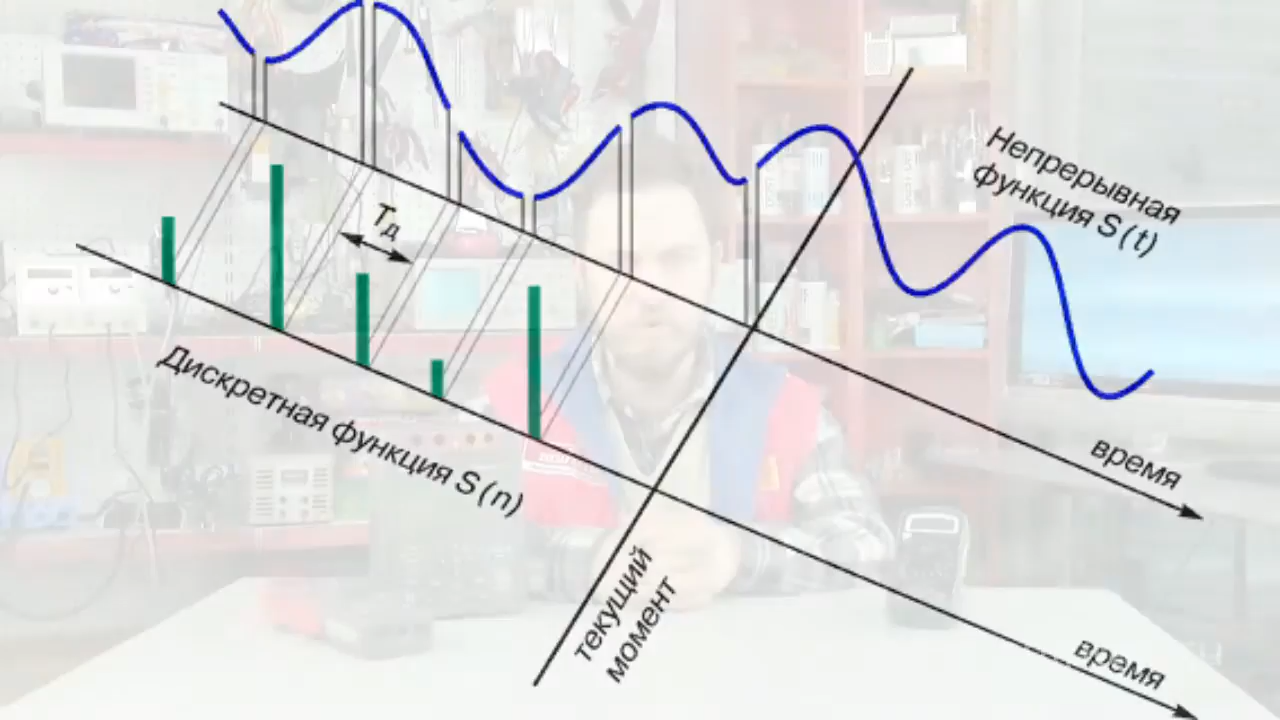 Непрерывная
функция S(t)
Tд
Дискретная функция S(n)
время
текущий
момент
время